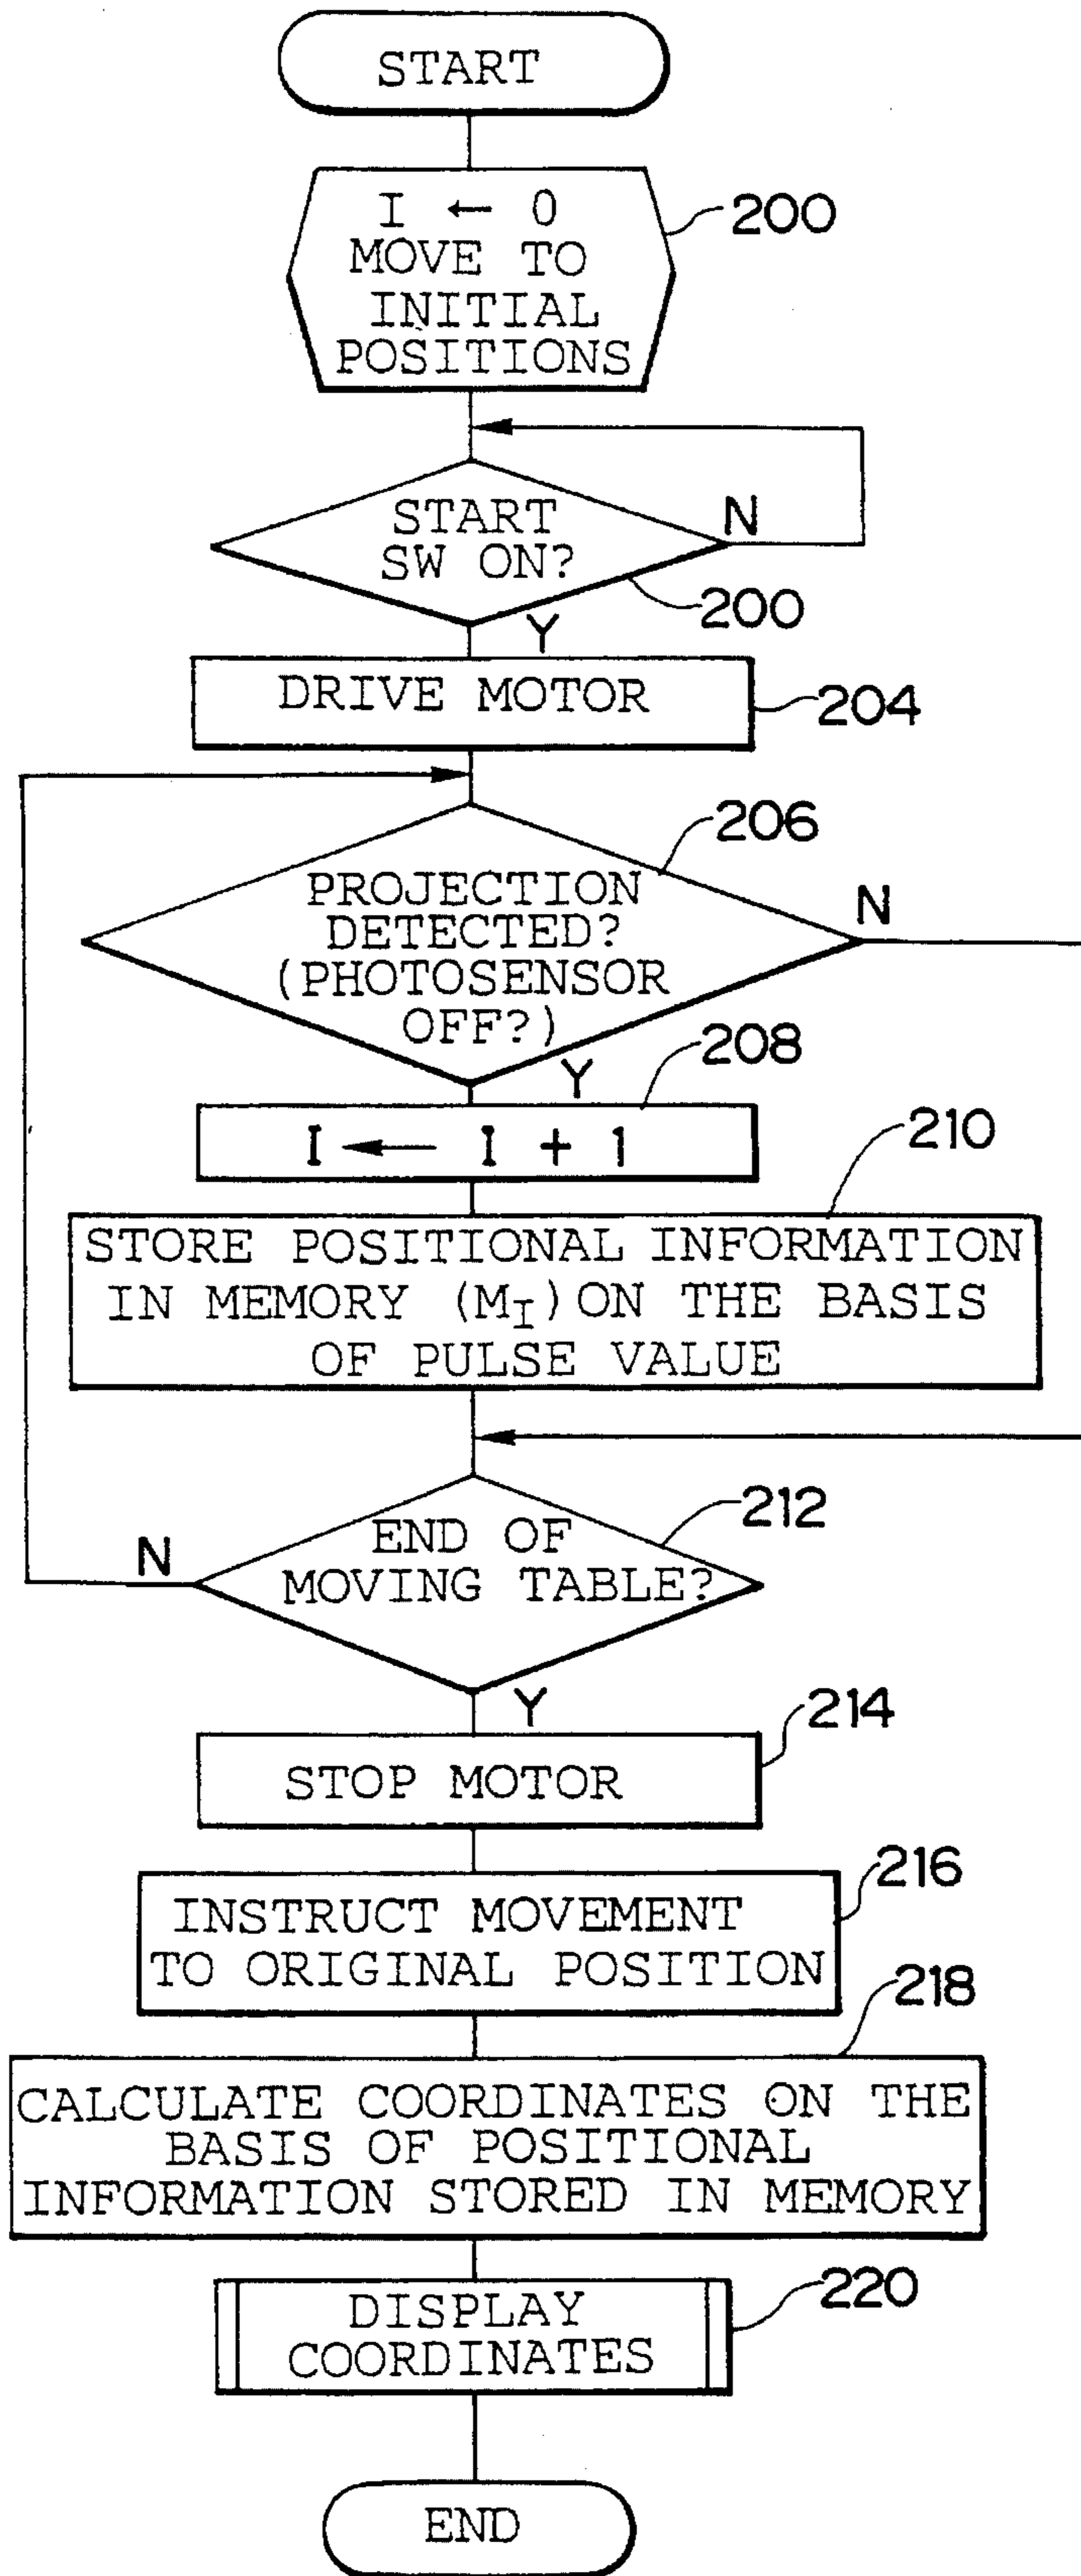 START
I ← 0
MOVE TO
INITIAL
POSITIONS
200
START
SW ON?
N
200
Y
DRIVE MOTOR
204
206
PROJECTION
DETECTED?
(PHOTOSENSOR
OFF?)
N
Y
208
I ← I + 1
210
STORE POSITIONAL INFORMATION
IN MEMORY (M_I) ON THE BASIS
OF PULSE VALUE
212
END OF
MOVING TABLE?
N
Y
214
STOP MOTOR
216
INSTRUCT MOVEMENT
TO ORIGINAL POSITION
218
CALCULATE COORDINATES ON THE
BASIS OF POSITIONAL
INFORMATION STORED IN MEMORY
220
DISPLAY
COORDINATES
END